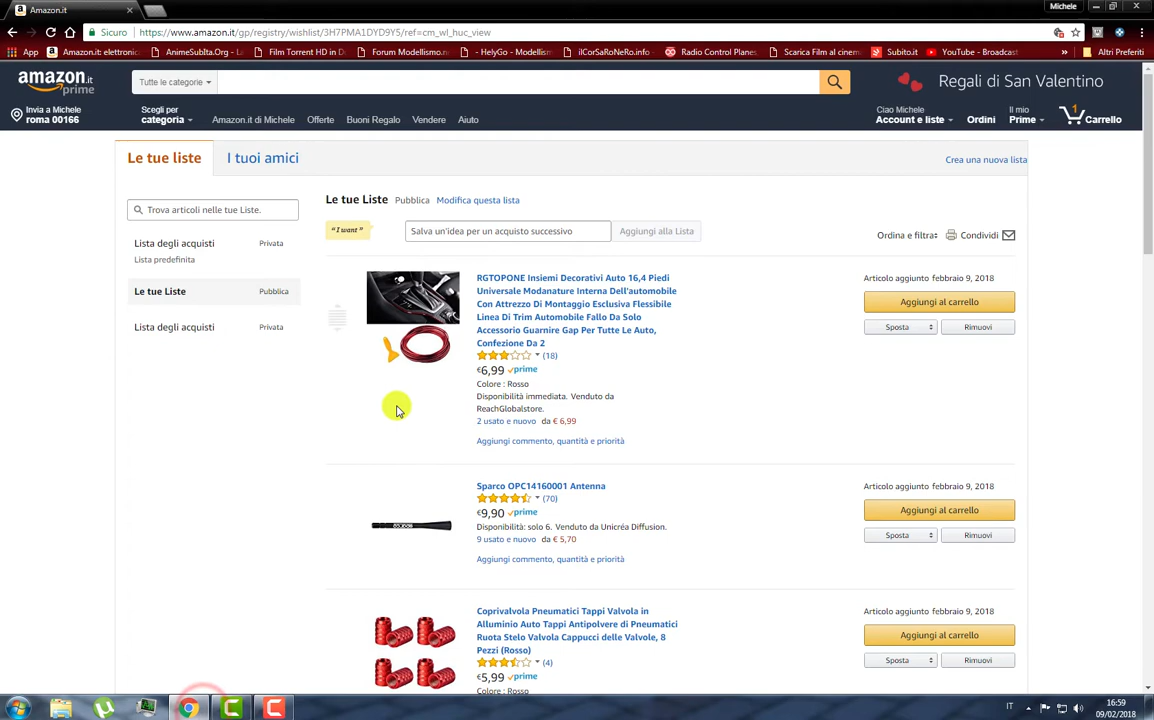 Amazon.it
Michele
Sicuro https://www.amazon.it/gp/registry/wishlist/3H7PMA1DYD9Y5/ref=cm_wl_huc_view
App Amazon.it: elettronic AnimeSubIta.Org - La Film Torrent HD in D Forum Modellismo.n - HelyGo - Modellism ilCorSaRoNeRo.info - Radio Control Planes, Scarica Film al cinem Subito.it YouTube - Broadcast » Altri Preferiti
amazon.it
prime
Tutte le categorie
Regali di San Valentino
Invia a Michele
roma 00166
Scegli per
categoria
Amazon.it di Michele Offerte Buoni Regalo Vendere Aiuto
Ciao Michele
Account e liste
Ordini
Il mio
Prime
1
Carrello
Le tue liste
I tuoi amici
Crea una nuova lista
Trova articoli nelle tue Liste.
Lista degli acquisti Privata
Lista predefinita
Le tue Liste Pubblica
Lista degli acquisti Privata
Le tue Liste Pubblica Modifica questa lista
"I want"
Salva un'idea per un acquisto successivo
Aggiungi alla Lista
Ordina e filtra
Condividi
RGTOPONE Insiemi Decorativi Auto 16,4 Piedi
Universale Modanature Interna Dell'automobile
Con Attrezzo Di Montaggio Esclusiva Flessibile
Linea Di Trim Automobile Fallo Da Solo
Accessorio Guarnire Gap Per Tutte Le Auto,
Confezione Da 2
(18)
€6,99 prime
Colore : Rosso
Disponibilità immediata. Venduto da
ReachGlobalstore.
2 usato e nuovo da € 6,99
Aggiungi commento, quantità e priorità
Articolo aggiunto febbraio 9, 2018
Aggiungi al carrello
Sposta
Rimuovi
Sparco OPC14160001 Antenna
(70)
€9,90 prime
Disponibilità: solo 6. Venduto da Unicréa Diffusion.
9 usato e nuovo da € 5,70
Aggiungi commento, quantità e priorità
Articolo aggiunto febbraio 9, 2018
Aggiungi al carrello
Sposta
Rimuovi
Coprivalvola Pneumatici Tappi Valvola in
Alluminio Auto Tappi Antipolvere di Pneumatici
Ruota Stelo Valvola Cappucci delle Valvole, 8
Pezzi (Rosso)
(4)
€5,99 prime
Colore : Rosso
Articolo aggiunto febbraio 9, 2018
Aggiungi al carrello
Sposta
Rimuovi
IT
16:59
09/02/2018